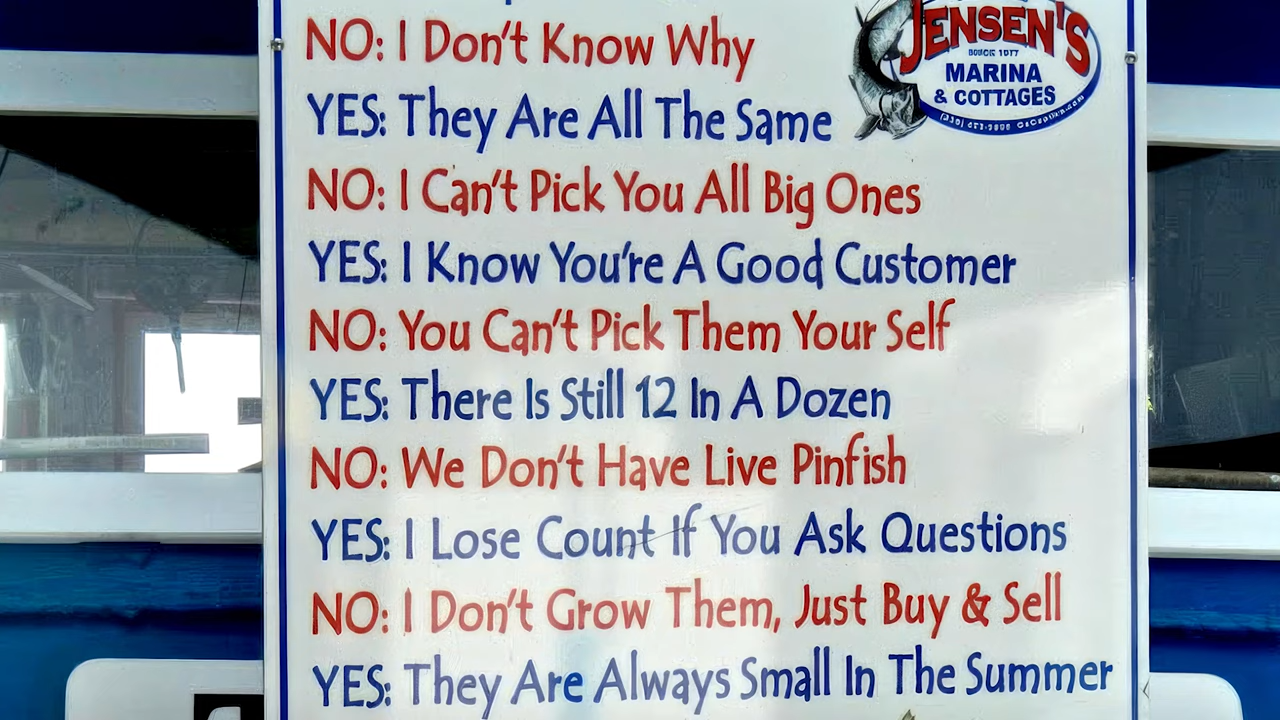 NO: I Don't Know Why
YES: They Are All The Same
NO: I Can't Pick You All Big Ones
YES: I Know You're A Good Customer
NO: You Can't Pick Them Your Self
YES: There Is Still 12 In A Dozen
NO: We Don't Have Live Pinfish
YES: I Lose Count If You Ask Questions
NO: I Don't Grow Them, Just Buy & Sell
YES: They Are Always Small In The Summer
JENSEN'S
MARINA
& COTTAGES